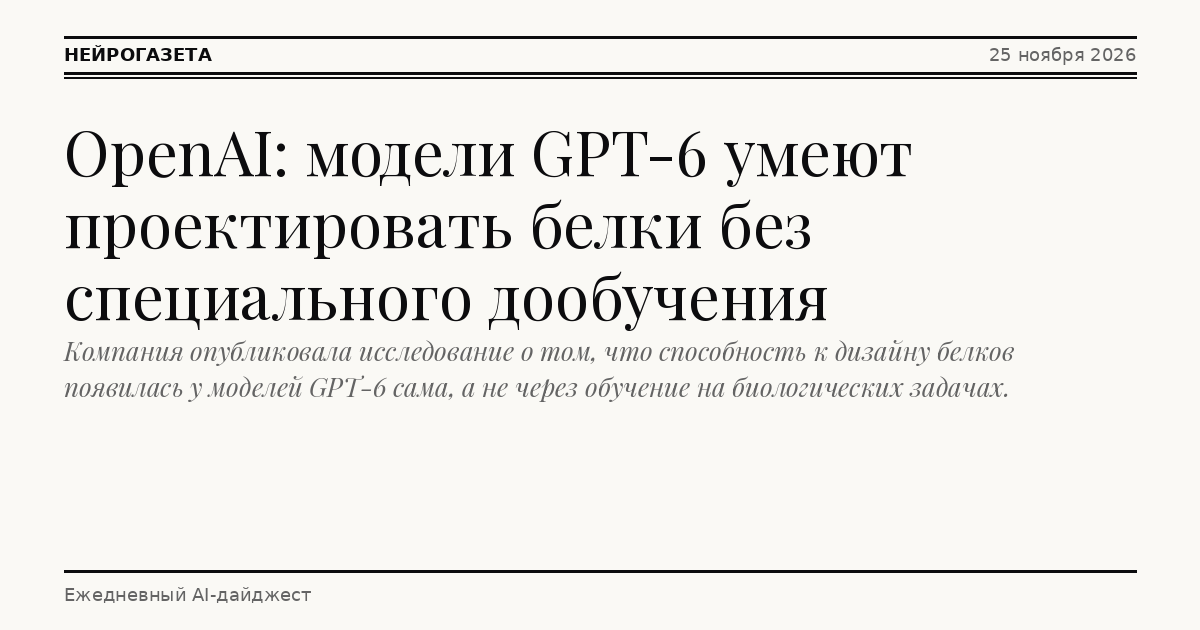 НЕЙРОГАЗЕТА
25 ноября 2026
OpenAI: модели GPT-6 умеют
проектировать белки без
специального дообучения
Компания опубликовала исследование о том, что способность к дизайну белков
появилась у моделей GPT-6 сама, а не через обучение на биологических задачах.
Ежедневный AI-дайджест